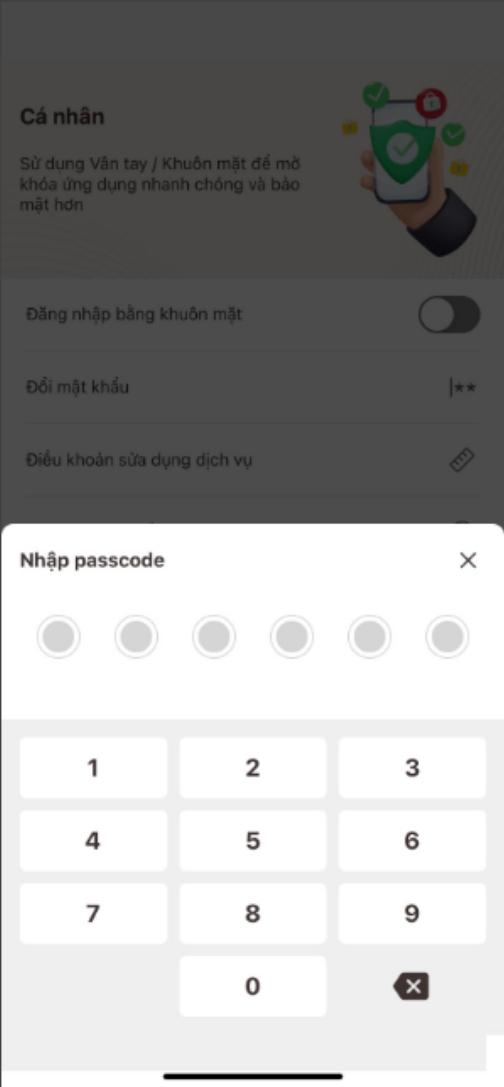 Cá nhân
Sử dụng Vân tay / Khuôn mặt để mở
khóa ứng dụng nhanh chóng và bảo
mật hơn
Đăng nhập bằng khuôn mặt
Đổi mật khẩu
|**
Điều khoản sửa dụng dịch vụ
Nhập passcode
1 2 3
4 5 6
7 8 9
0